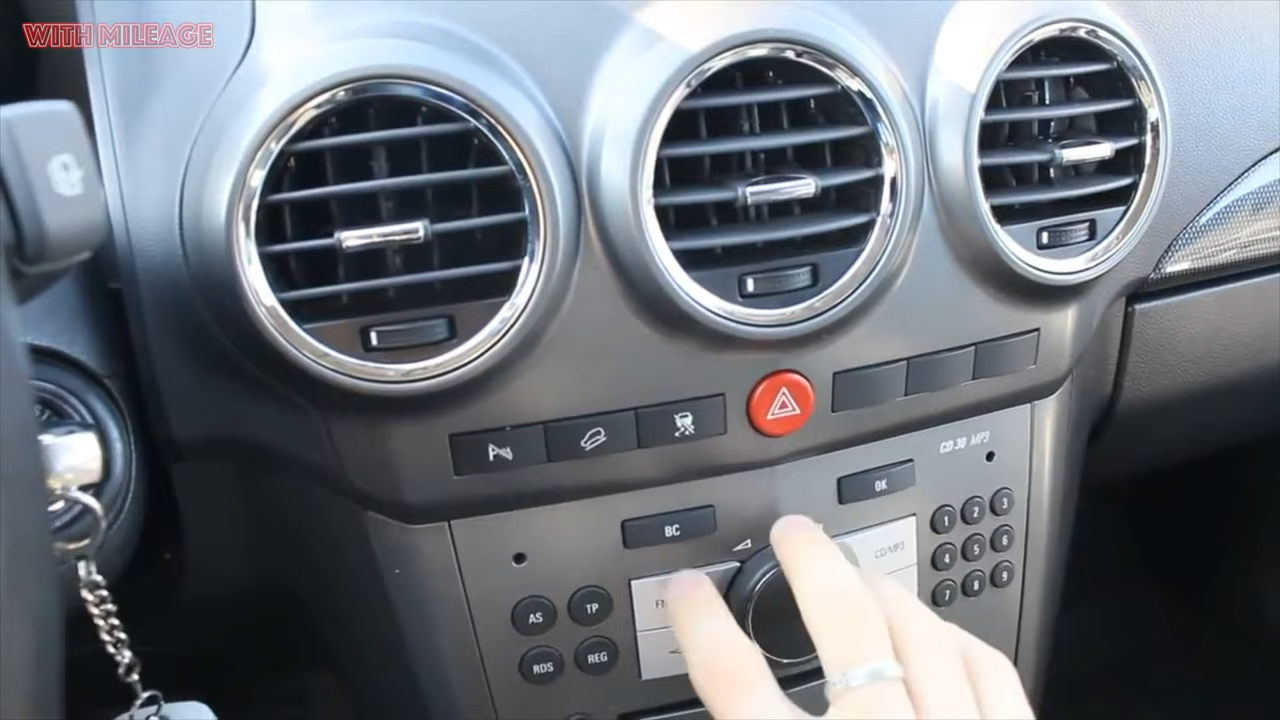 WITH MILEAGE
CD 30 MP3
OK
BC
CD/MP3
1 2 3
4 5 6
7 8 9
AS TP
RDS REG